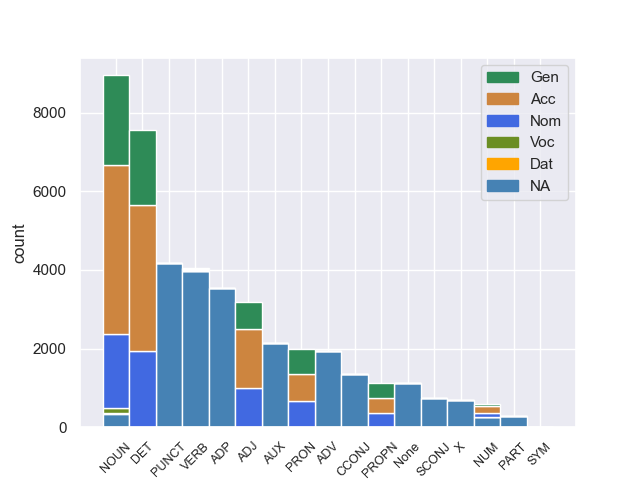 Gen
Acc
Nom
Voc
Dat
NA
count
8000
6000
4000
2000
0
NOUN
DET
PUNCT
VERB
ADP
ADJ
AUX
PRON
ADV
CCONJ
PROPN
None
SCONJ
X
NUM
PART
SYM